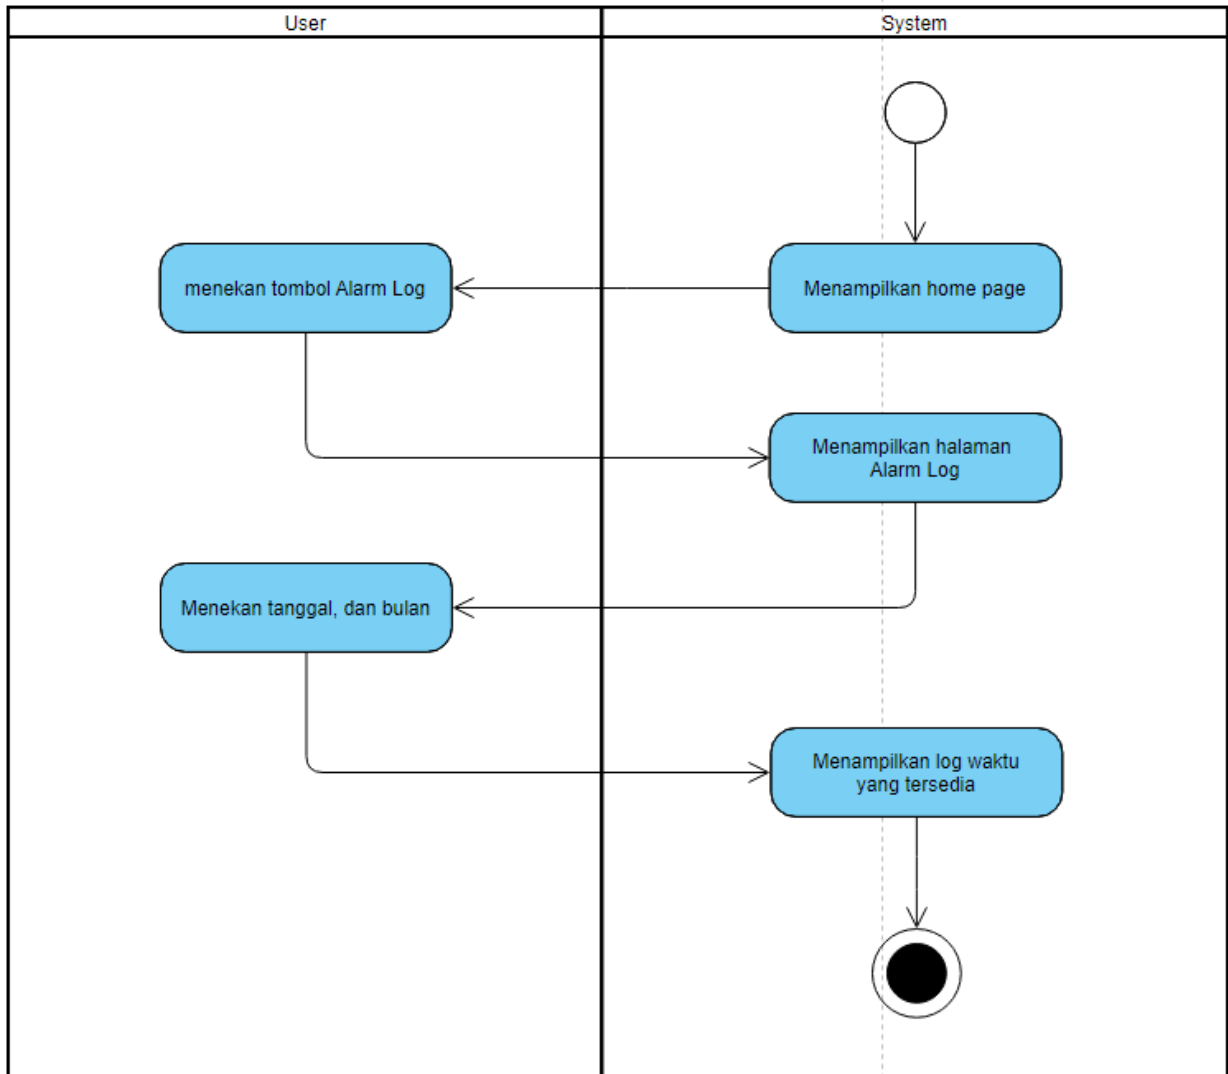 User
System
menekan tombol Alarm Log
Menampilkan home page
Menampilkan halaman
Alarm Log
Menekan tanggal, dan bulan
Menampilkan log waktu
yang tersedia